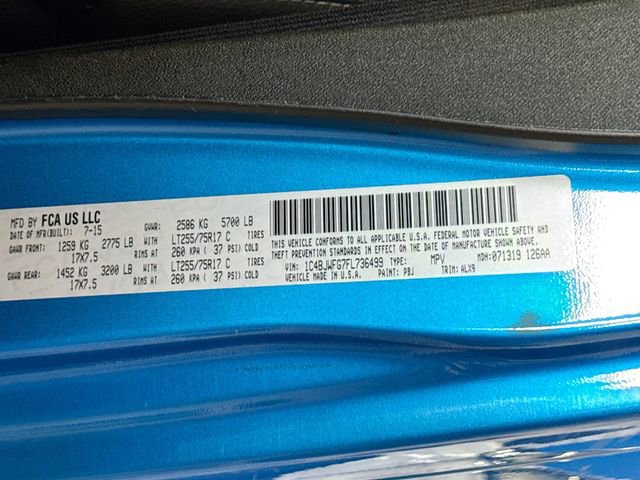 MFD BY FCA US LLC
DATE OF MFR(BUILT): 7-15 GVWR: 2586 KG 5700 LB
GAWR FRONT: 1259 KG 2775 LB WITH LT255/75R17 C TIRES
17X7.5 RIMS AT 260 KPA ( 37 PSI) COLD
GAWR REAR: 1452 KG 3200 LB WITH LT255/75R17 C TIRES
17X7.5 RIMS AT 260 KPA ( 37 PSI) COLD
THIS VEHICLE CONFORMS TO ALL APPLICABLE U.S.A. FEDERAL MOTOR VEHICLE SAFETY AND
THEFT PREVENTION STANDARDS IN EFFECT ON THE DATE OF MANUFACTURE SHOWN ABOVE.
VIN: 1C4BJWFG7FL736499 TYPE: MPV MDH:071319 126AA
VEHICLE MADE IN U.S.A. PAINT: PBJ TRIM: ALX9